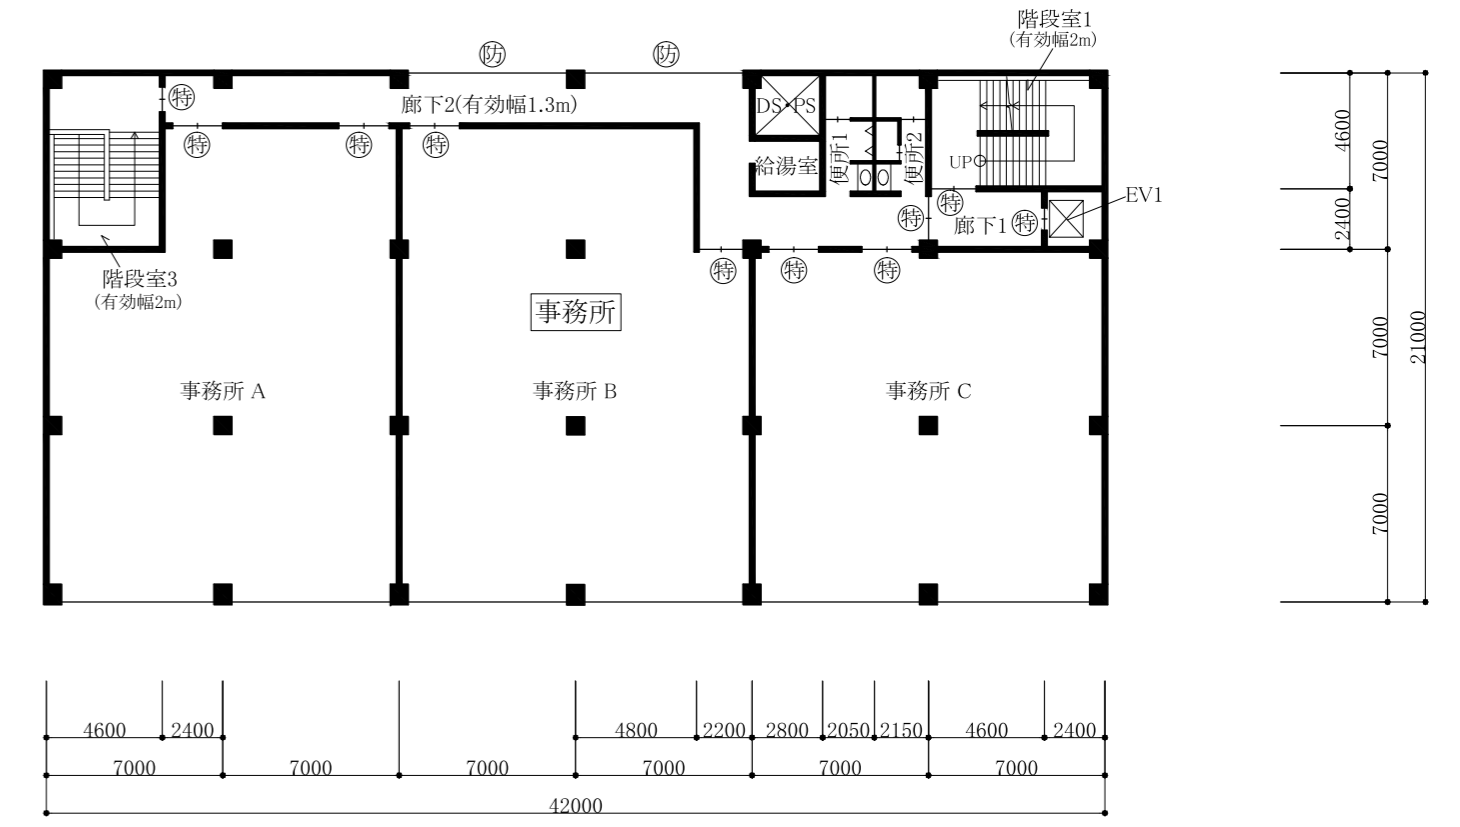 階段室1
(有効幅2m)
防
防
特
廊下2(有効幅1.3m)
DS
PS
特
特
特
給湯室
便所1
便所2
UP
特
特
廊下1
特
EV1
階段室3
(有効幅2m)
特
特
特
事務所
事務所 A
事務所 B
事務所 C
4600
2400
7000
7000
7000
21000
4600
2400
4800
2200
2800
2050
2150
4600
2400
7000
7000
7000
7000
7000
7000
42000